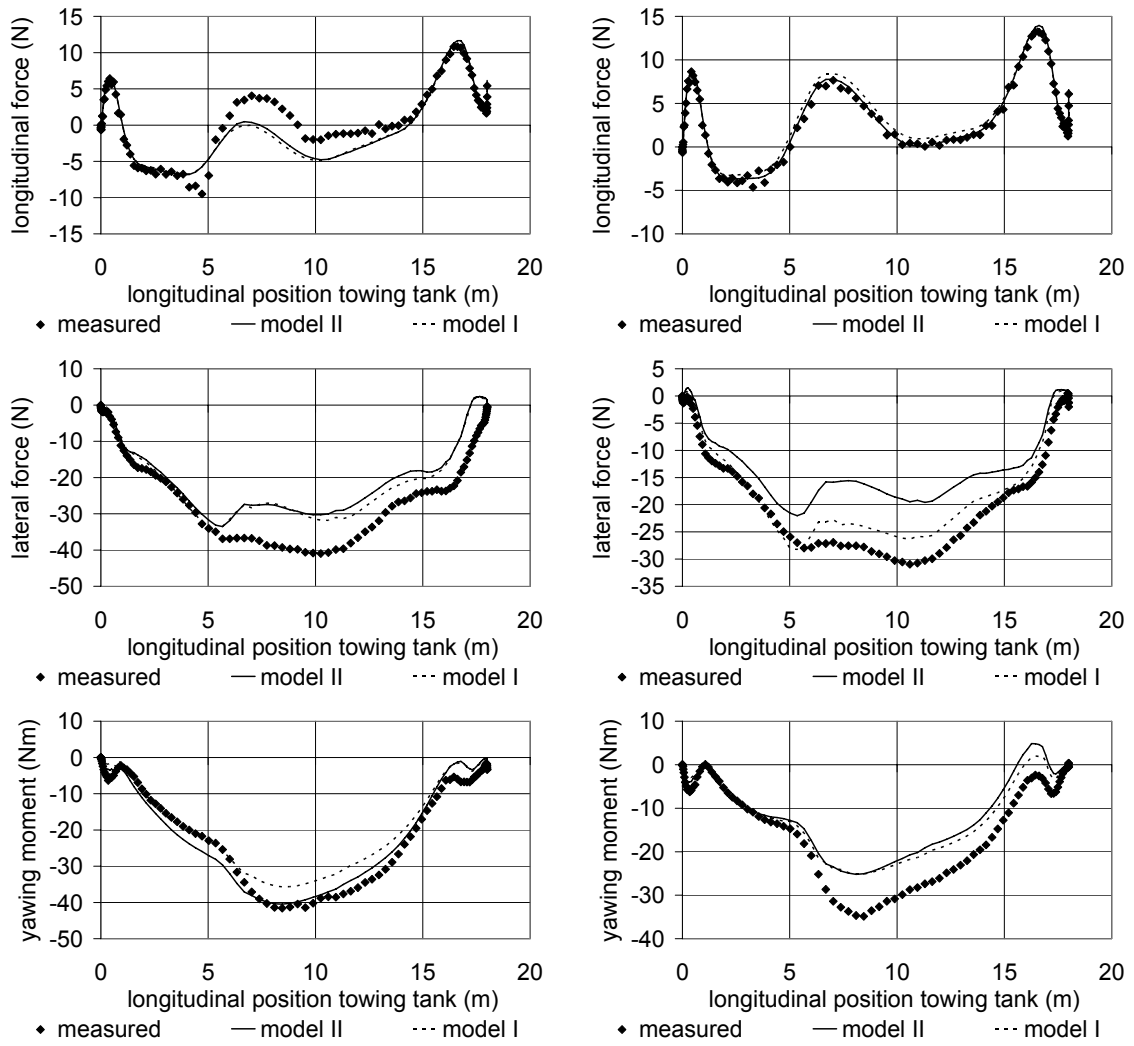 longitudinal force (N)
15
10
5
0
-5
-10
-15
0 5 10 15 20
longitudinal position towing tank (m)
measured model II model I
longitudinal force (N)
15
10
5
0
-5
-10
0 5 10 15 20
longitudinal position towing tank (m)
measured model II model I
lateral force (N)
10
0
-10
-20
-30
-40
-50
0 5 10 15 20
longitudinal position towing tank (m)
measured model II model I
lateral force (N)
5
0
-5
-10
-15
-20
-25
-30
-35
0 5 10 15 20
longitudinal position towing tank (m)
measured model II model I
yawing moment (Nm)
10
0
-10
-20
-30
-40
-50
0 5 10 15 20
longitudinal position towing tank (m)
measured model II model I
yawing moment (Nm)
10
0
-10
-20
-30
-40
0 5 10 15 20
longitudinal position towing tank (m)
measured model II model I